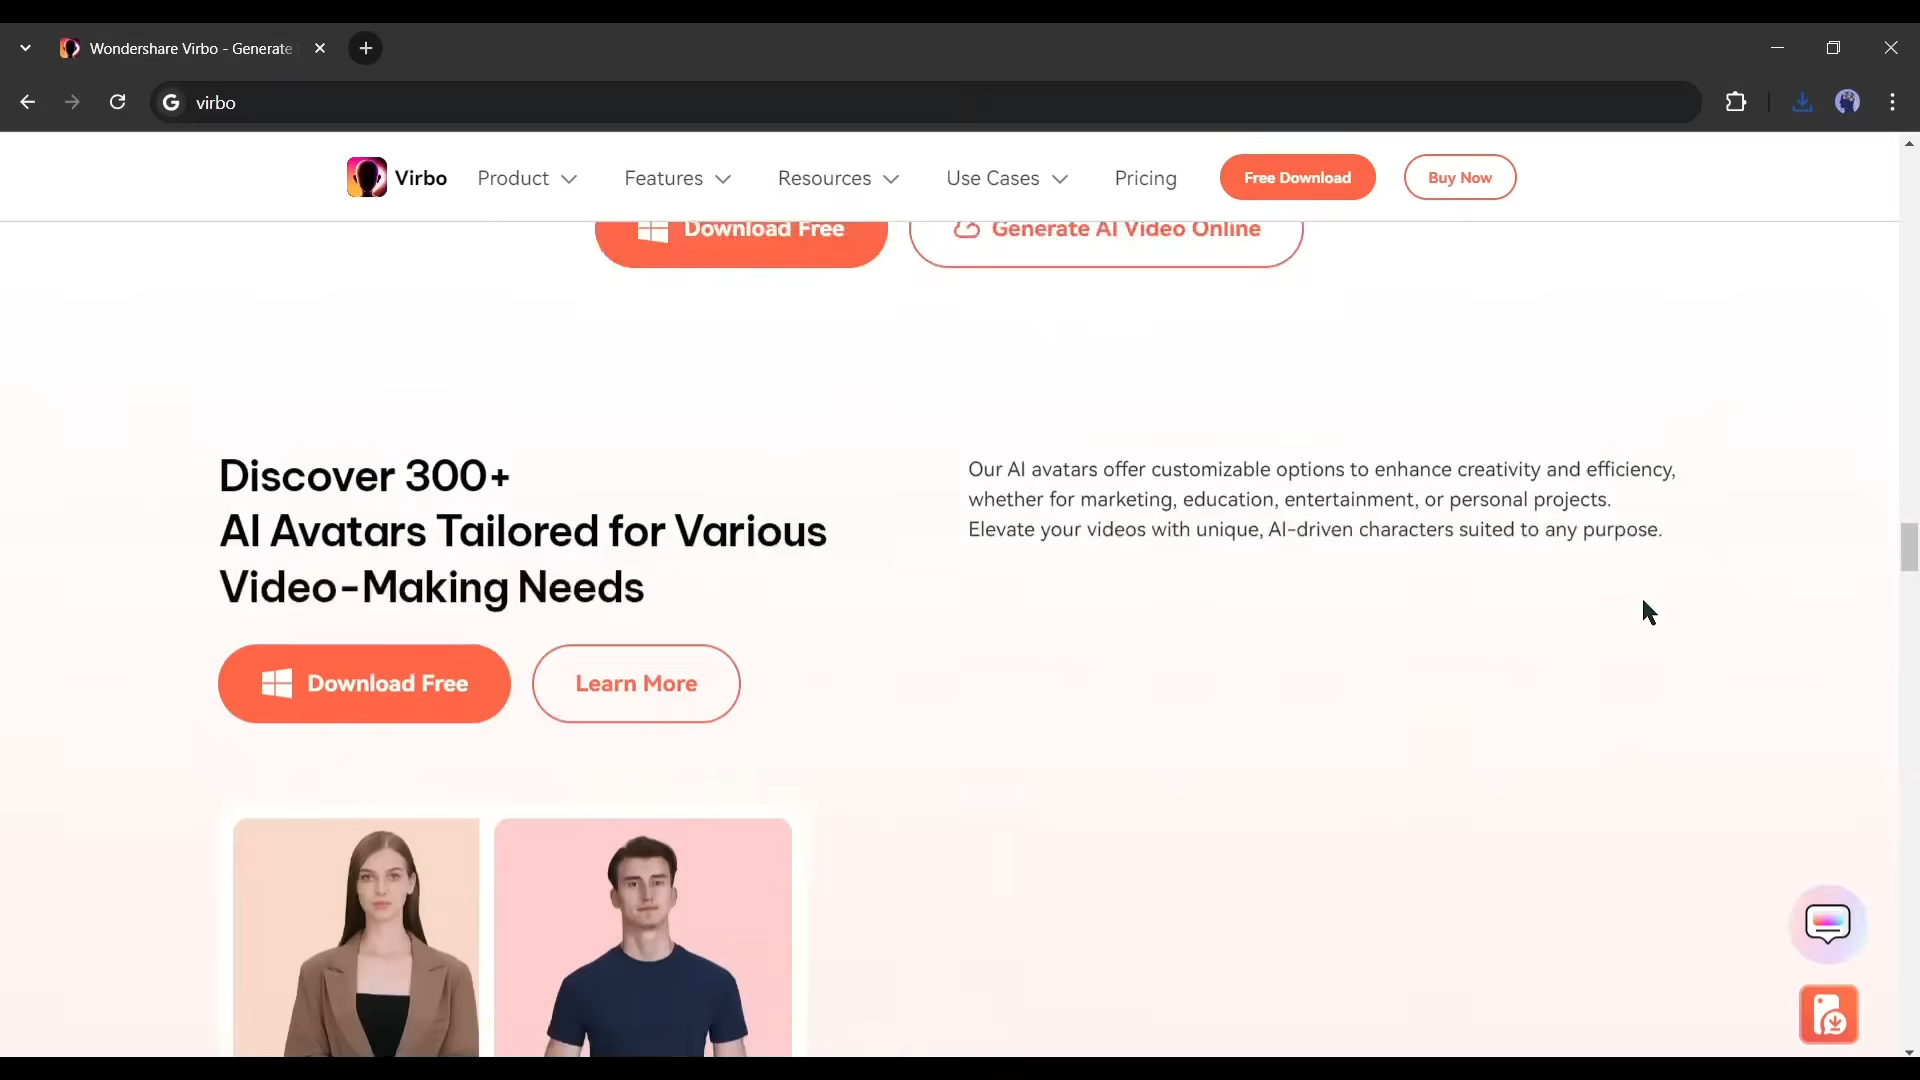 Wondershare Virbo - Generate
virbo
Virbo
Product
Features
Resources
Use Cases
Pricing
Free Download
Buy Now
Download Free
Generate AI Video Online
Discover 300+
AI Avatars Tailored for Various
Video-Making Needs
Our AI avatars offer customizable options to enhance creativity and efficiency,
whether for marketing, education, entertainment, or personal projects.
Elevate your videos with unique, AI-driven characters suited to any purpose.
Download Free
Learn More